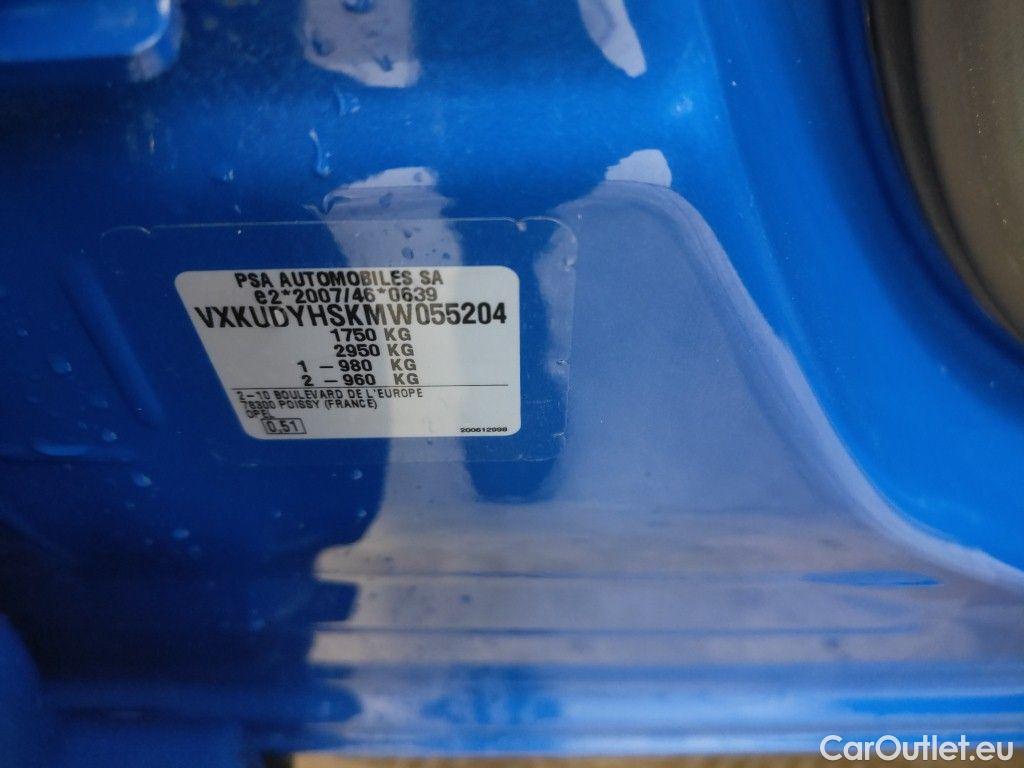 PSA AUTOMOBILES SA
e2*2007/46*0639
VXKUDYHSKMW055204
1750 KG
2950 KG
1 - 980 KG
2 - 960 KG
2-10 BOULEVARD DE L'EUROPE
78300 POISSY (FRANCE)
OPEL
0.51
200612998
CarOutlet.eu